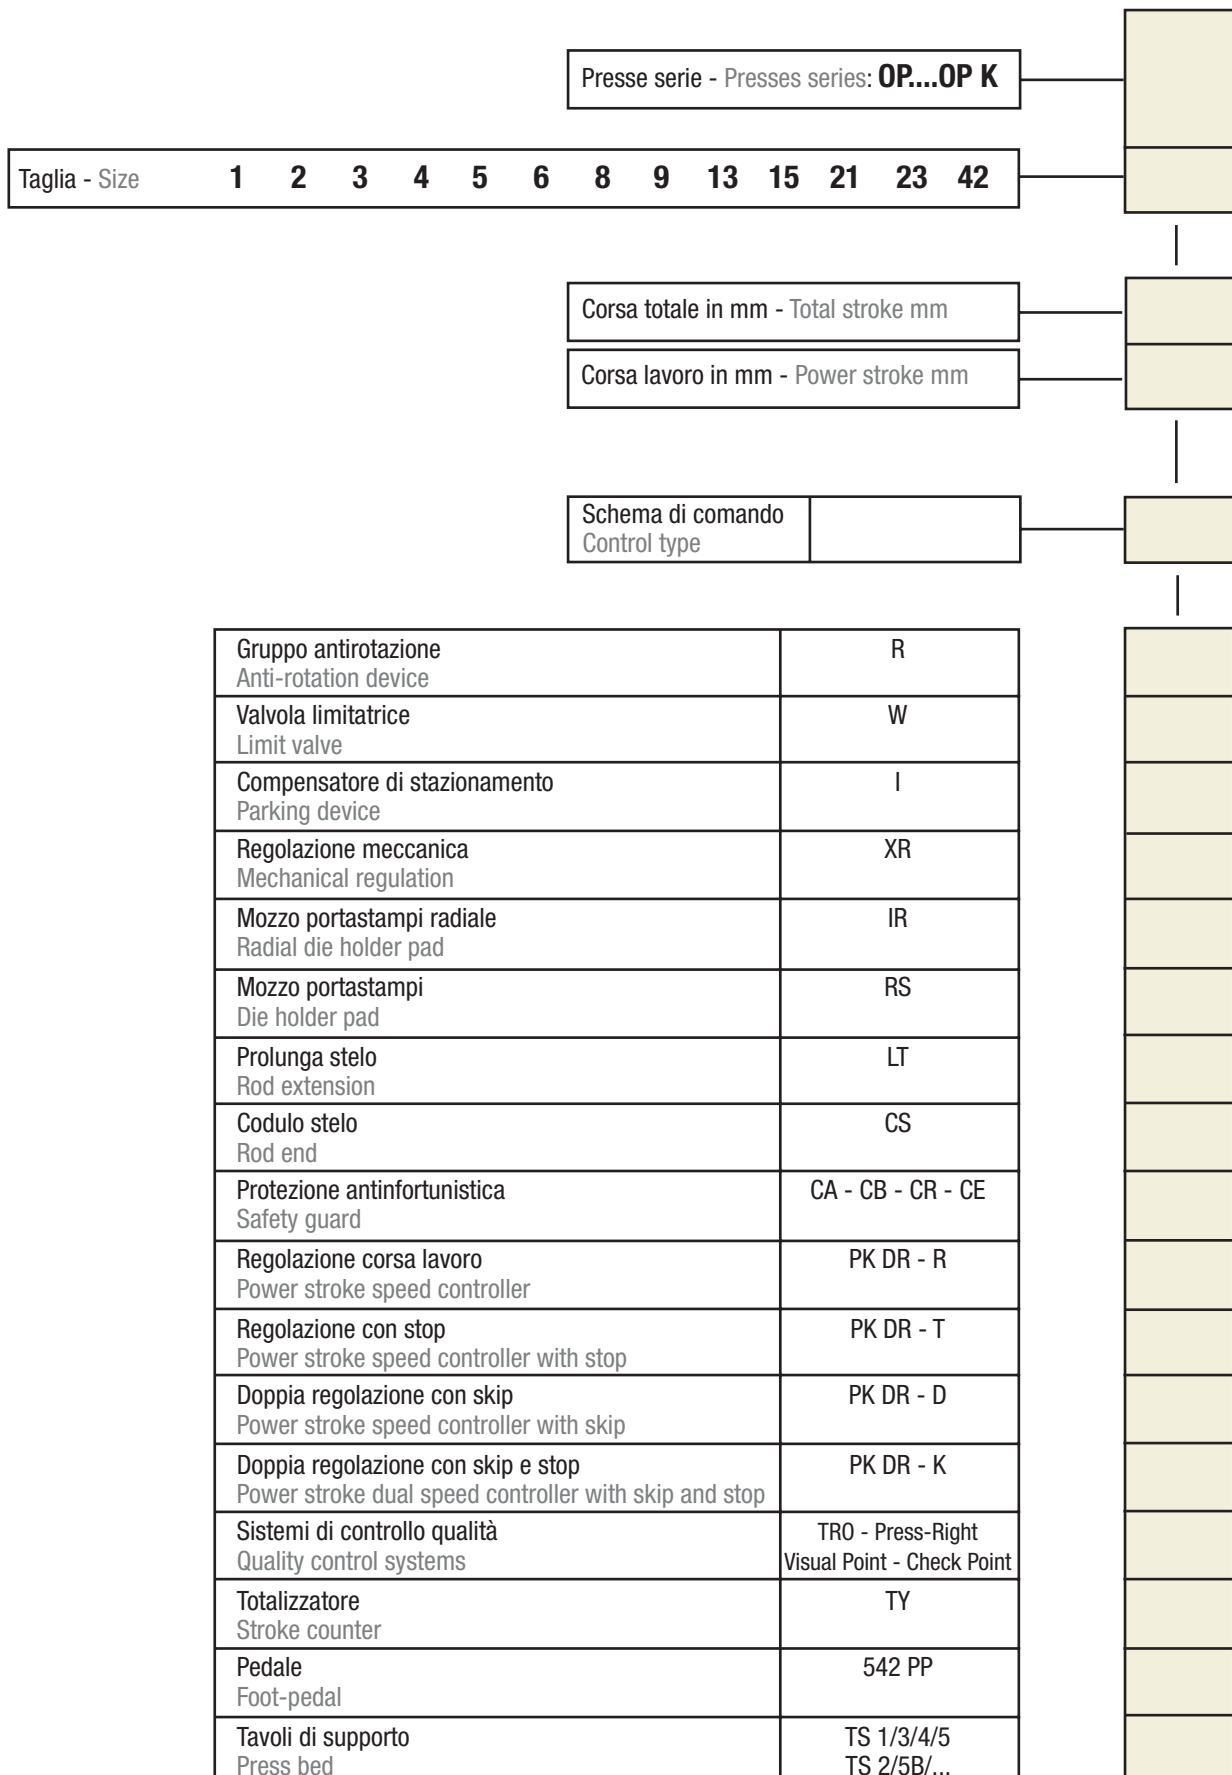 Presse serie - Presses series: OP....OP K
Taglia - Size 1 2 3 4 5 6 8 9 13 15 21 23 42
Corsa totale in mm - Total stroke mm
Corsa lavoro in mm - Power stroke mm
Schema di comando
Control type
Gruppo antirotazione R
Anti-rotation device
Valvola limitatrice W
Limit valve
Compensatore di stazionamento I
Parking device
Regolazione meccanica XR
Mechanical regulation
Mozzo portastampi radiale IR
Radial die holder pad
Mozzo portastampi RS
Die holder pad
Prolunga stelo LT
Rod extension
Codulo stelo CS
Rod end
Protezione antinfortunistica CA - CB - CR - CE
Safety guard
Regolazione corsa lavoro PK DR - R
Power stroke speed controller
Regolazione con stop PK DR - T
Power stroke speed controller with stop
Doppia regolazione con skip PK DR - D
Power stroke speed controller with skip
Doppia regolazione con skip e stop PK DR - K
Power stroke dual speed controller with skip and stop
Sistemi di controllo qualità TRO - Press-Right
Quality control systems Visual Point - Check Point
Totalizzatore TY
Stroke counter
Pedale 542 PP
Foot-pedal
Tavoli di supporto TS 1/3/4/5
Press bed TS 2/5B/...